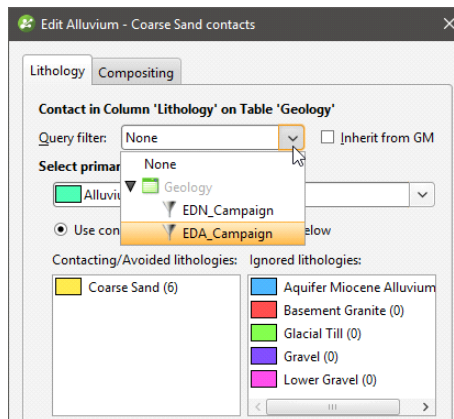 Edit Alluvium - Coarse Sand contacts
Lithology Compositing
Contact in Column 'Lithology' on Table 'Geology'
Query filter: None Inherit from GM
Select primar
None
Geology
Alluviu
EDN_Campaign
Use con EDA_Campaign elow
Contacting/Avoided lithologies: Ignored lithologies:
Coarse Sand (6) Aquifer Miocene Alluvium
Basement Granite (0)
Glacial Till (0)
Gravel (0)
Lower Gravel (0)